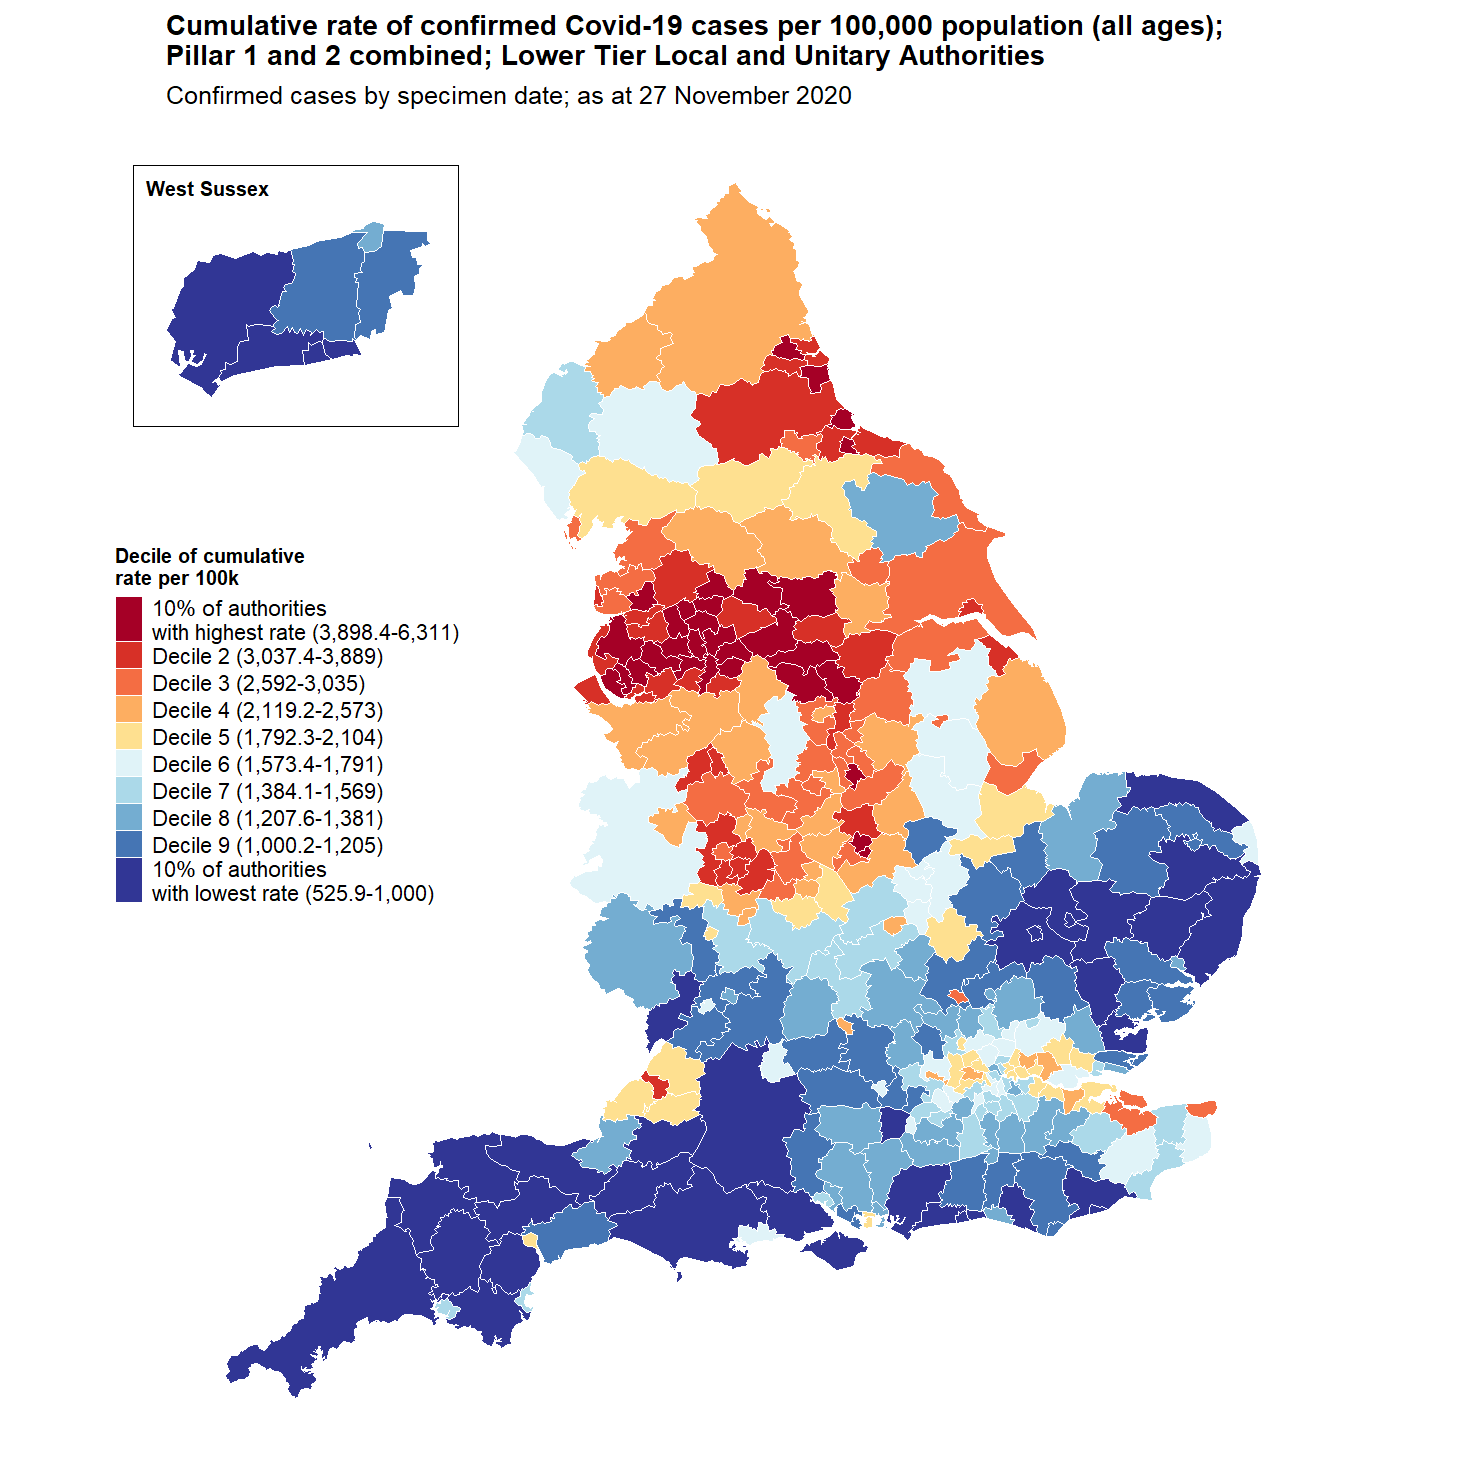 Cumulative rate of confirmed Covid-19 cases per 100,000 population (all ages);
Pillar 1 and 2 combined; Lower Tier Local and Unitary Authorities
Confirmed cases by specimen date; as at 27 November 2020
West Sussex
Decile of cumulative
rate per 100k
10% of authorities
with highest rate (3,898.4-6,311)
Decile 2 (3,037.4-3,889)
Decile 3 (2,592-3,035)
Decile 4 (2,119.2-2,573)
Decile 5 (1,792.3-2,104)
Decile 6 (1,573.4-1,791)
Decile 7 (1,384.1-1,569)
Decile 8 (1,207.6-1,381)
Decile 9 (1,000.2-1,205)
10% of authorities
with lowest rate (525.9-1,000)